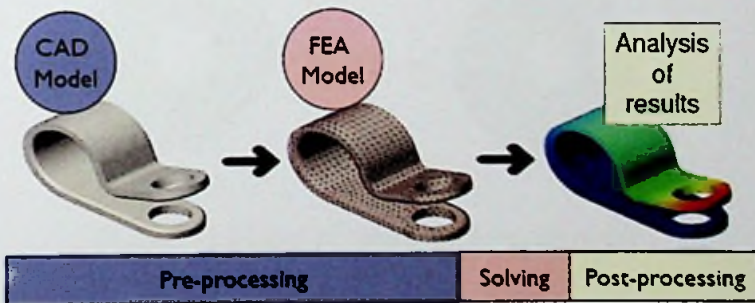 CAD
Model
FEA
Model
Analysis
of
results
Pre-processing
Solving
Post-processing